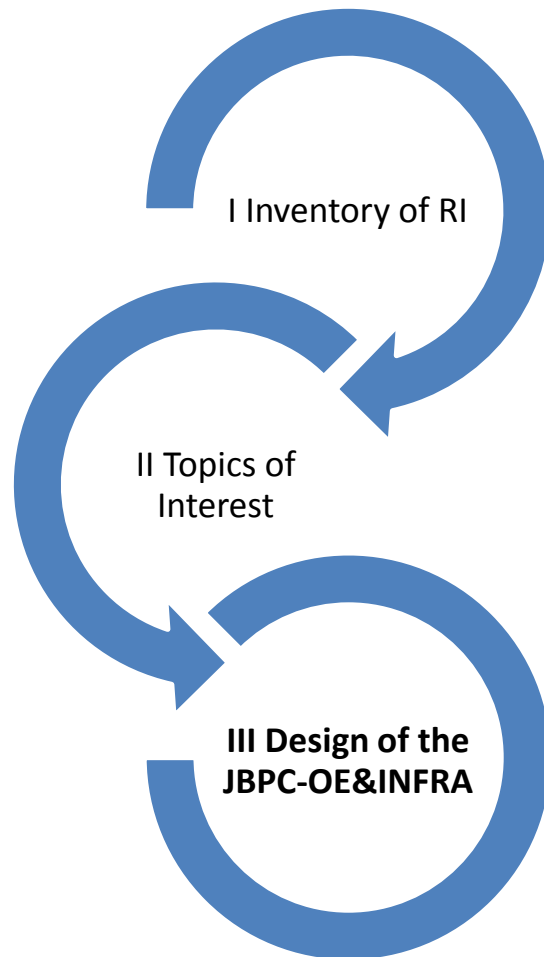 I Inventory of RI
II Topics of
Interest
III Design of the
JBPC-OE&INFRA